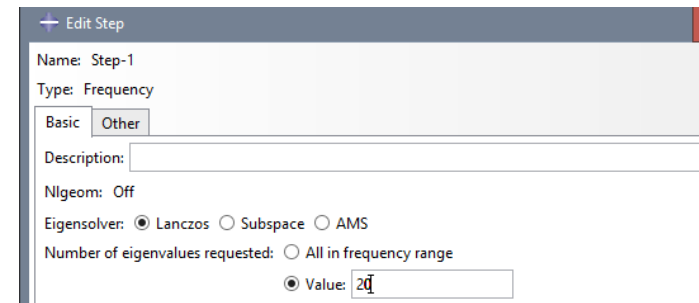 Edit Step
Name: Step-1
Type: Frequency
Basic Other
Description:
Nlgeom: Off
Eigensolver: Lanczos Subspace AMS
Number of eigenvalues requested: All in frequency range
Value: 20